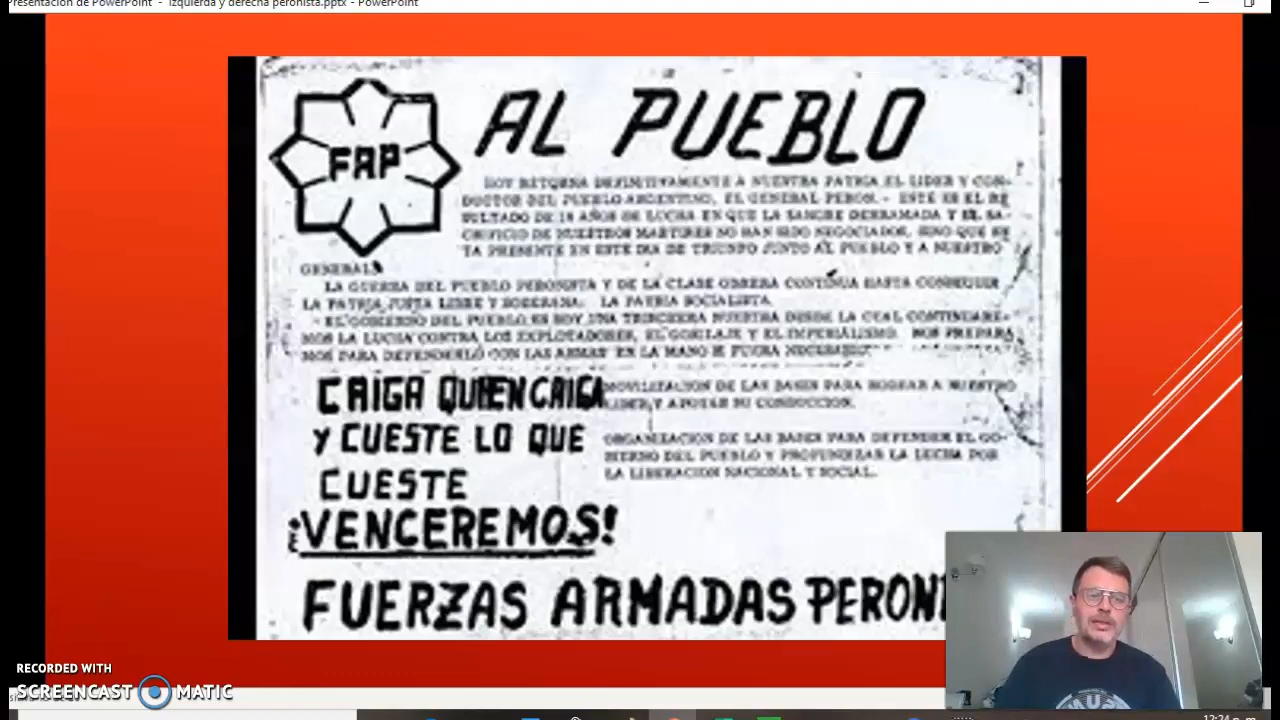 Presentación de PowerPoint - izquierda y derecha peronista.pptx - PowerPoint
AL PUEBLO
FAP
HOY RETORNA DEFINITIVAMENTE A NUESTRA PATRIA EL LIDER Y CON-
DUCTOR DEL PUEBLO ARGENTINO, EL GENERAL PERON.- ESTE ES EL RE
SULTADO DE 18 AÑOS DE LUCHA EN QUE LA SANGRE DERRAMADA Y EL SA-
CRIFICIO DE NUESTROS MARTIRES NO HAN SIDO NEGOCIADOS, SINO QUE ES
TA PRESENTE EN ESTE DIA DE TRIUNFO JUNTO AL PUEBLO Y A NUESTRO
GENERAL.
LA GUERRA DEL PUEBLO PERONISTA Y DE LA CLASE OBRERA CONTINUA HASTA CONSEGUIR
LA PATRIA JUSTA LIBRE Y SOBERANA. LA PATRIA SOCIALISTA.
EL GOBIERNO DEL PUEBLO ES HOY UNA TRINCHERA NUESTRA DESDE LA CUAL CONTINUARE-
MOS LA LUCHA CONTRA LOS EXPLOTADORES, EL GORILAJE Y EL IMPERIALISMO. NOS PREPARA
MOS PARA DEFENDERLO CON LAS ARMAS EN LA MANO SI FUERA NECESARIO.
CAIGA QUIEN CAIGA
Y CUESTE LO QUE
CUESTE
¡VENCEREMOS!
MOVILIZACION DE LAS BASES PARA RODEAR A NUESTRO
LIDER Y APOYAR SU CONDUCCION.
ORGANIZACION DE LAS BASES PARA DEFENDER EL GO-
BIERNO DEL PUEBLO Y PROFUNDIZAR LA LUCHA POR
LA LIBERACION NACIONAL Y SOCIAL.
FUERZAS ARMADAS PERON
RECORDED WITH
SCREENCAST MATIC
12:24 p. m.